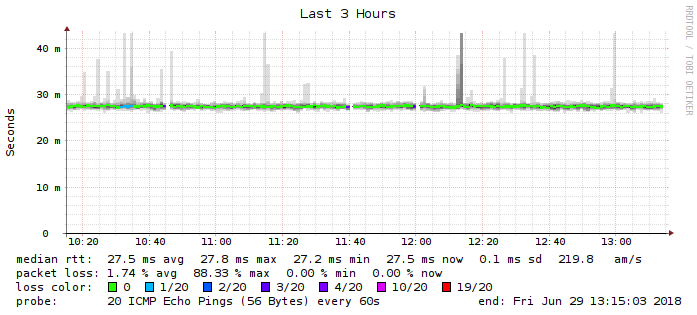 Last 3 Hours
RRDTOOL / TOBI OETIKER
Seconds
40 m
30 m
20 m
10 m
0
10:20 10:40 11:00 11:20 11:40 12:00 12:20 12:40 13:00
median rtt: 27.5 ms avg 27.8 ms max 27.2 ms min 27.5 ms now 0.1 ms sd 219.8 am/s
packet loss: 1.74 % avg 88.33 % max 0.00 % min 0.00 % now
loss color: 0 1/20 2/20 3/20 4/20 10/20 19/20
probe: 20 ICMP Echo Pings (56 Bytes) every 60s end: Fri Jun 29 13:15:03 2018